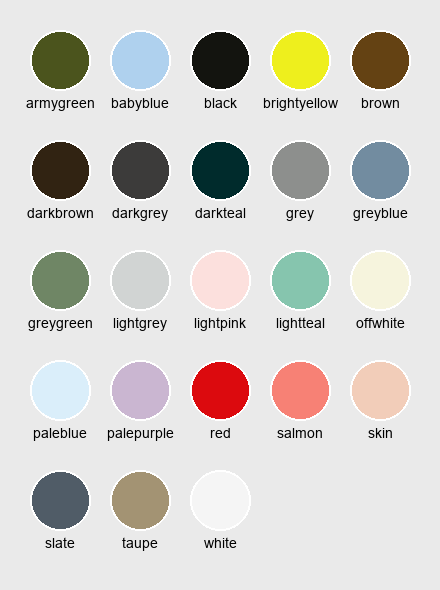 armygreen babyblue black brightyellow brown
darkbrown darkgrey darkteal grey greyblue
greygreen lightgrey lightpink lightteal offwhite
paleblue palepurple red salmon skin
slate taupe white